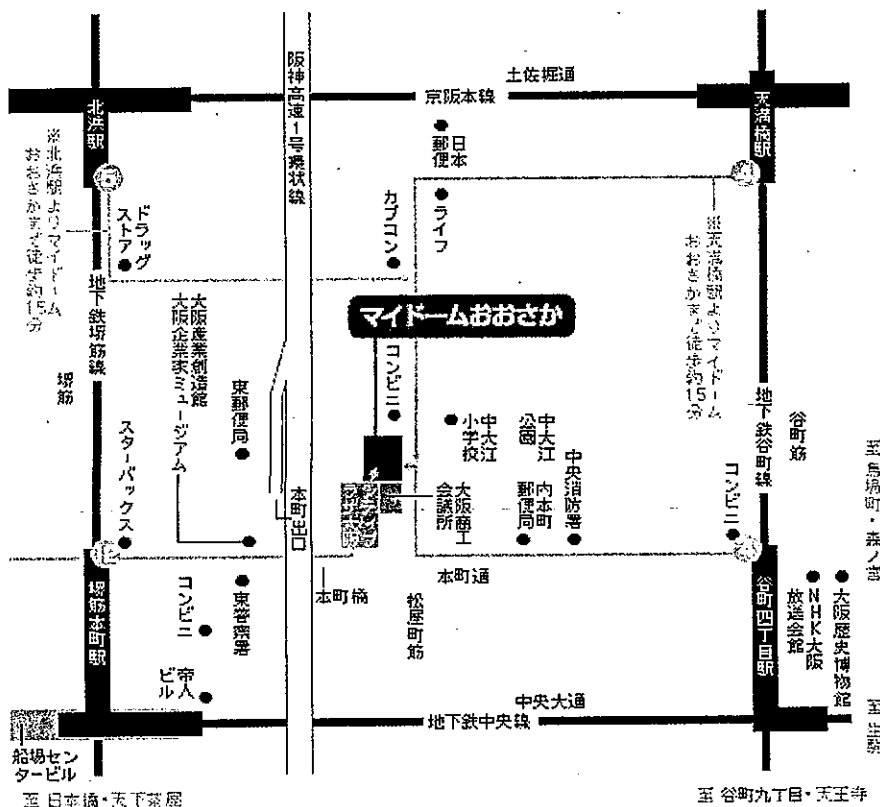 土佐堀通
京阪本線
阪神高速1号環状線
北浜駅
天満橋駅
※北浜駅よりマイドーム
おおさかまで徒歩約15分
日本
郵便
ライフ
カプコン
ドラッグ
ストア
※天満橋駅よりマイドーム
おおさかまで徒歩約15分
マイドームおおさか
地下鉄堺筋線
堺筋
大阪産業創造館
大阪企業家ミュージアム
東郵便局
コンビニ
中大江
小学校
中大江
公園
中央消防署
内本町
郵便局
大阪商工
会議所
地下鉄谷町線
谷町筋
コンビニ
スターバックス
本町出口
本町通
本町橋
松屋町筋
堺筋本町駅
コンビニ
東警察署
帝人
ビル
谷町四丁目駅
NHK大阪
放送会館
大阪歴史博物館
至 森ノ宮
至 生駒
中央大通
地下鉄中央線
船場セン
タービル
至 日本橋・天下茶屋
至 谷町九丁目・天王寺